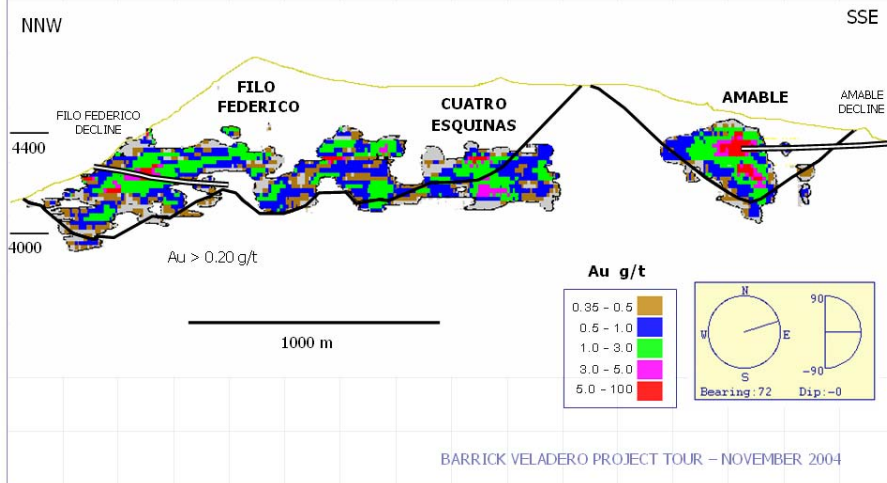 NNW
SSE
FILO
FEDERICO
CUATRO
ESQUINAS
AMABLE
AMABLE
DECLINE
FILO FEDERICO
DECLINE
4400
4000
Au > 0.20 g/t
1000 m
Au g/t
0.35 - 0.5
0.5 - 1.0
1.0 - 3.0
3.0 - 5.0
5.0 - 100
N
W
E
S
90
-90
Bearing:72
Dip:-0
BARRICK VELADERO PROJECT TOUR – NOVEMBER 2004